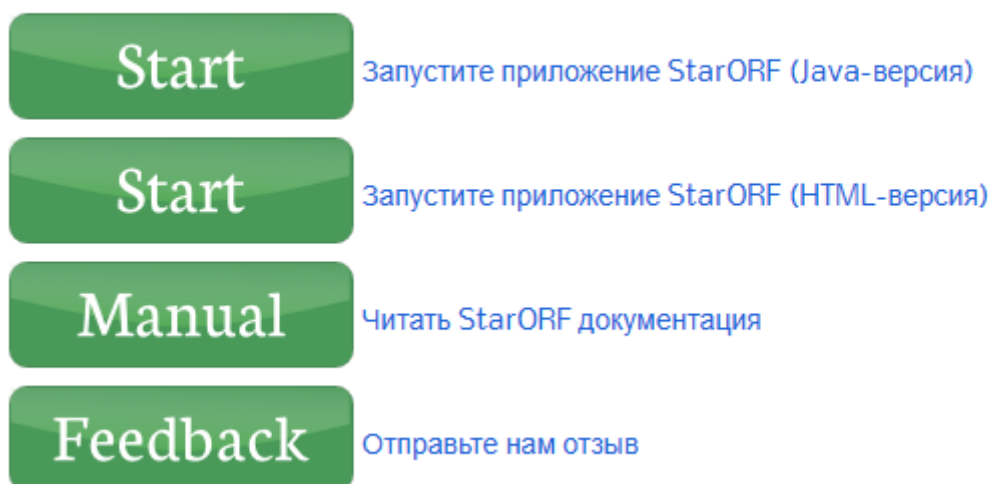 Start Запустите приложение StarORF (Java-версия)
Start Запустите приложение StarORF (HTML-версия)
Manual Читать StarORF документация
Feedback Отправьте нам отзыв